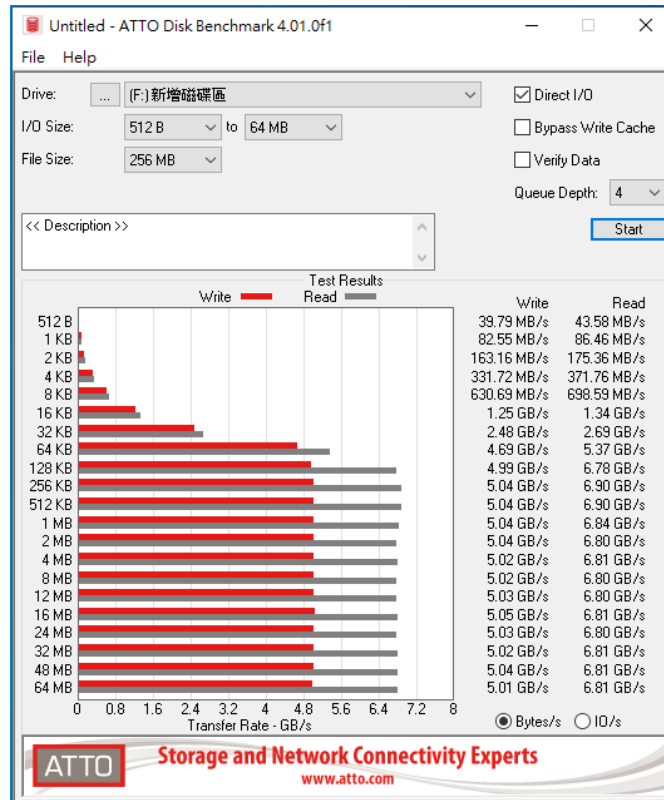 Untitled - ATTO Disk Benchmark 4.01.0f1
File Help
Drive: ... (F:)新增磁碟區 Direct I/O
I/O Size: 512 B to 64 MB Bypass Write Cache
File Size: 256 MB Verify Data
Queue Depth: 4
<< Description >> Start
Test Results
Write Read Write Read
512 B 39.79 MB/s 43.58 MB/s
1 KB 82.55 MB/s 86.46 MB/s
2 KB 163.16 MB/s 175.36 MB/s
4 KB 331.72 MB/s 371.76 MB/s
8 KB 630.69 MB/s 698.59 MB/s
16 KB 1.25 GB/s 1.34 GB/s
32 KB 2.48 GB/s 2.69 GB/s
64 KB 4.69 GB/s 5.37 GB/s
128 KB 4.99 GB/s 6.78 GB/s
256 KB 5.04 GB/s 6.90 GB/s
512 KB 5.04 GB/s 6.90 GB/s
1 MB 5.04 GB/s 6.84 GB/s
2 MB 5.04 GB/s 6.80 GB/s
4 MB 5.02 GB/s 6.81 GB/s
8 MB 5.02 GB/s 6.80 GB/s
12 MB 5.03 GB/s 6.80 GB/s
16 MB 5.05 GB/s 6.81 GB/s
24 MB 5.03 GB/s 6.80 GB/s
32 MB 5.02 GB/s 6.81 GB/s
48 MB 5.04 GB/s 6.81 GB/s
64 MB 5.01 GB/s 6.81 GB/s
0 0.8 1.6 2.4 3.2 4 4.8 5.6 6.4 7.2 8
Transfer Rate - GB/s Bytes/s IO/s
ATTO Storage and Network Connectivity Experts
www.atto.com